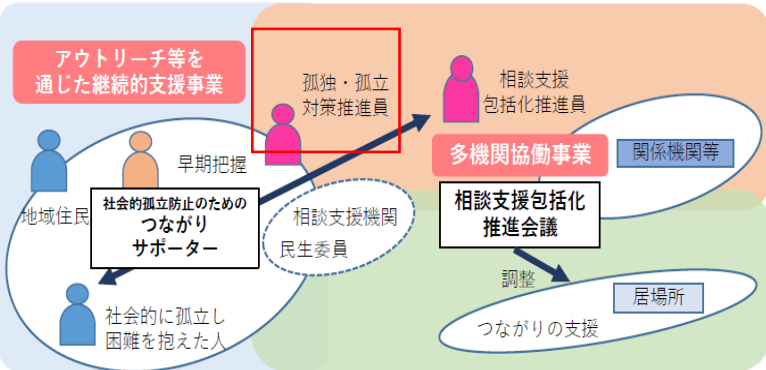 アウトリーチ等を
通じた継続的支援事業
孤独・孤立
対策推進員
相談支援
包括化推進員
早期把握
多機関協働事業
関係機関等
地域住民
社会的孤立防止のための
つながり
サポーター
相談支援機関
民生委員
相談支援包括化
推進会議
調整
居場所
つながりの支援
社会的に孤立し
困難を抱えた人